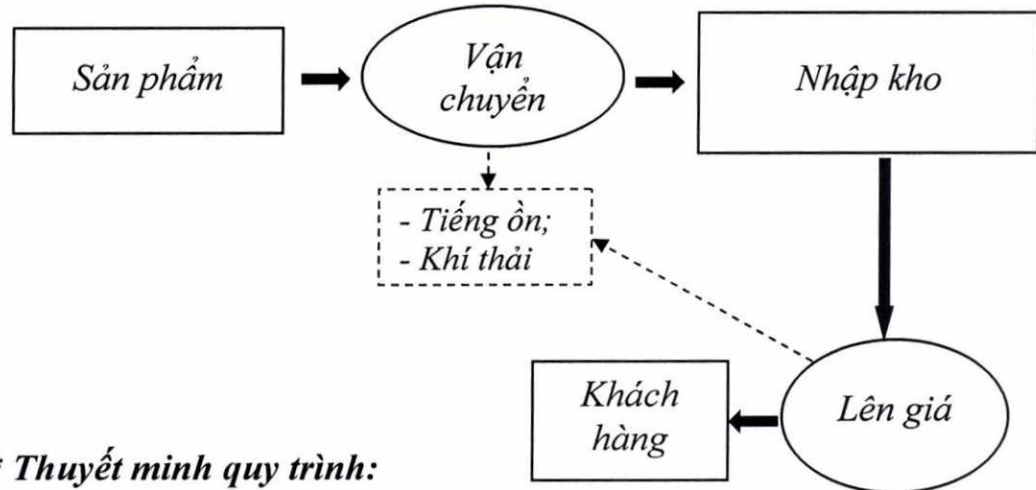 Sản phẩm
Vận
chuyển
Nhập kho
- Tiếng ồn;
- Khí thải
Khách
hàng
Lên giá
* Thuyết minh quy trình: